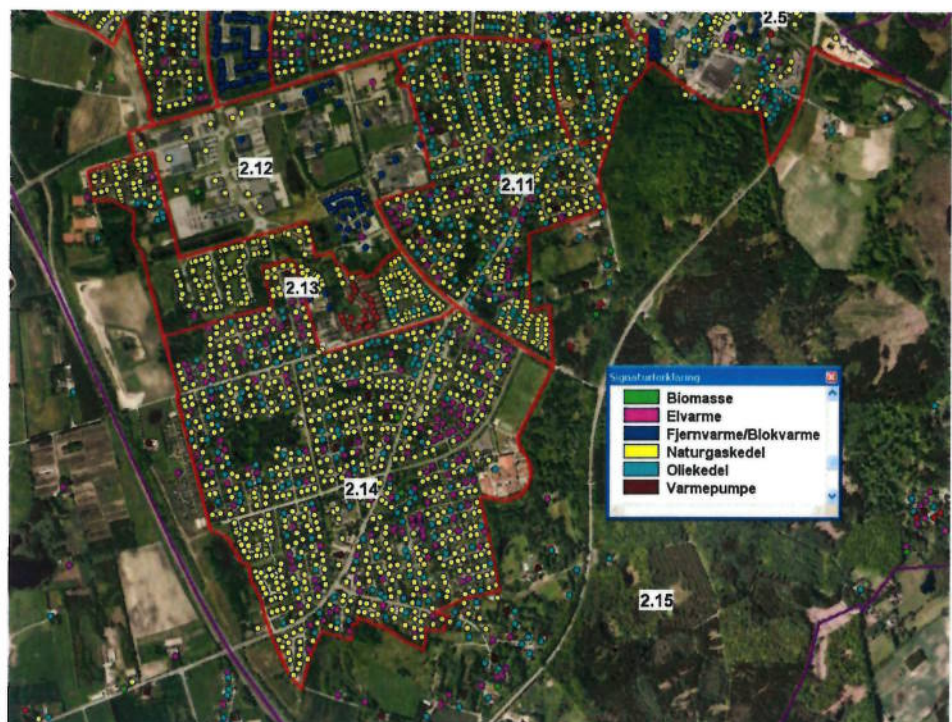 2.5
2.12
2.11
2.13
Signaturforklaring
Biomasse
Elvarme
Fjernvarme/Blokvarme
Naturgaskedel
Oliekedel
Varmepumpe
2.14
2.15